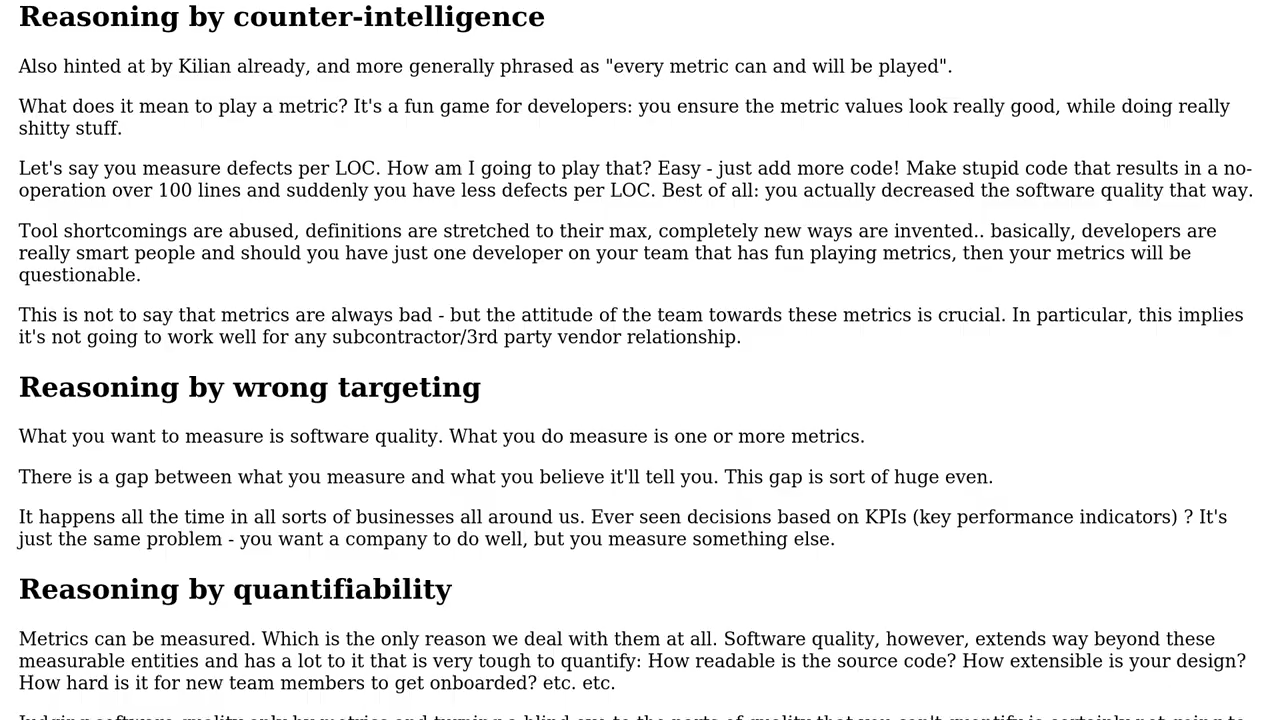 Reasoning by counter-intelligence
Also hinted at by Kilian already, and more generally phrased as "every metric can and will be played".
What does it mean to play a metric? It's a fun game for developers: you ensure the metric values look really good, while doing really
shitty stuff.
Let's say you measure defects per LOC. How am I going to play that? Easy - just add more code! Make stupid code that results in a no-
operation over 100 lines and suddenly you have less defects per LOC. Best of all: you actually decreased the software quality that way.
Tool shortcomings are abused, definitions are stretched to their max, completely new ways are invented.. basically, developers are
really smart people and should you have just one developer on your team that has fun playing metrics, then your metrics will be
questionable.
This is not to say that metrics are always bad - but the attitude of the team towards these metrics is crucial. In particular, this implies
it's not going to work well for any subcontractor/3rd party vendor relationship.
Reasoning by wrong targeting
What you want to measure is software quality. What you do measure is one or more metrics.
There is a gap between what you measure and what you believe it'll tell you. This gap is sort of huge even.
It happens all the time in all sorts of businesses all around us. Ever seen decisions based on KPIs (key performance indicators) ? It's
just the same problem - you want a company to do well, but you measure something else.
Reasoning by quantifiability
Metrics can be measured. Which is the only reason we deal with them at all. Software quality, however, extends way beyond these
measurable entities and has a lot to it that is very tough to quantify: How readable is the source code? How extensible is your design?
How hard is it for new team members to get onboarded? etc. etc.